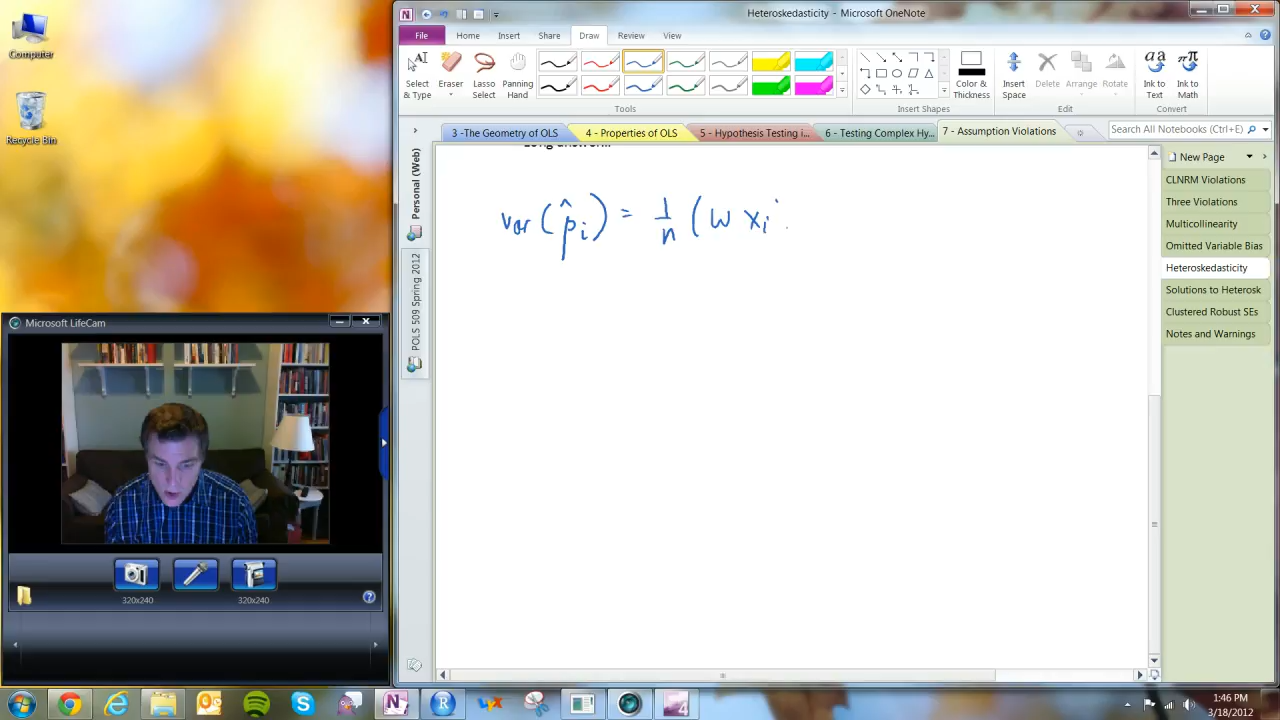 Computer
Recycle Bin
Heteroskedasticity - Microsoft OneNote
File Home Insert Share Draw Review View
Select & Type
Eraser
Lasso Select
Panning Hand
Color & Thickness
Insert Space
Delete
Arrange
Rotate
Ink to Text
Ink to Math
Tools
Insert Shapes
Edit
Convert
3 -The Geometry of OLS
4 - Properties of OLS
5 - Hypothesis Testing i...
6 - Testing Complex Hy...
7 - Assumption Violations
Search All Notebooks (Ctrl+E)
Personal (Web)
POLS 509 Spring 2012
var(p̂i) = 1/n (w xi
New Page
CLNRM Violations
Three Violations
Multicollinearity
Omitted Variable Bias
Heteroskedasticity
Solutions to Heterosk
Clustered Robust SEs
Notes and Warnings
Microsoft LifeCam
320x240
320x240
1:46 PM
3/18/2012